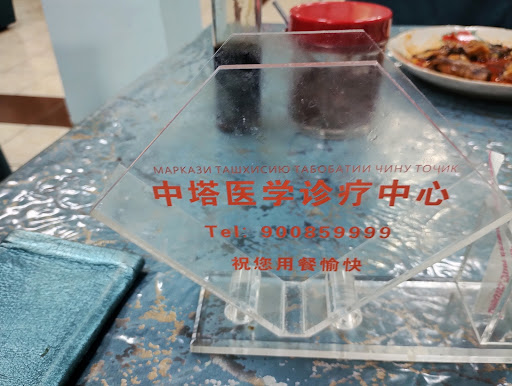 МАРКАЗИ ТАШХИСИЮ ТАБОБАТИИ ЧИНУ ТОЧИК
中塔医学诊疗中心
Tel: 990859999
祝您用餐愉快